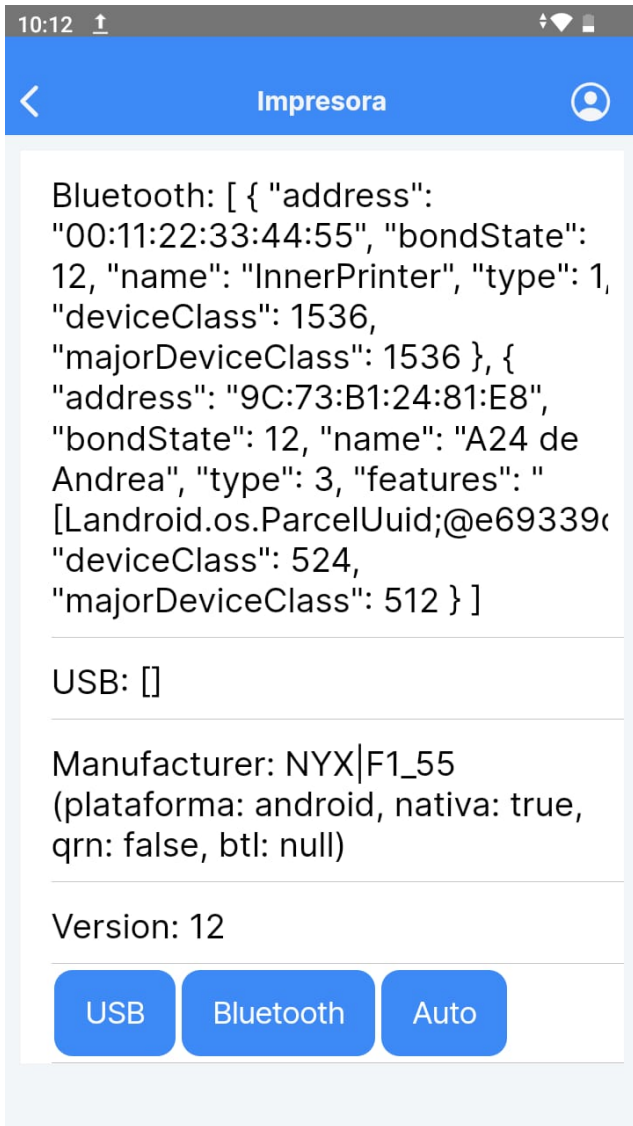 10:12
Impresora
Bluetooth: [ { "address":
"00:11:22:33:44:55", "bondState":
12, "name": "InnerPrinter", "type": 1,
"deviceClass": 1536,
"majorDeviceClass": 1536 }, {
"address": "9C:73:B1:24:81:E8",
"bondState": 12, "name": "A24 de
Andrea", "type": 3, "features": "
[Landroid.os.ParcelUuid;@e69339
"deviceClass": 524,
"majorDeviceClass": 512 } ]
USB: []
Manufacturer: NYX|F1_55
(plataforma: android, nativa: true,
qrn: false, btl: null)
Version: 12
USB Bluetooth Auto